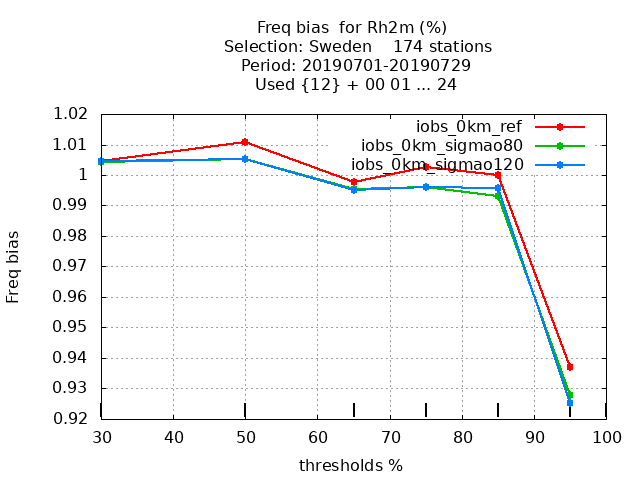 Freq bias  for Rh2m (%)
Selection: Sweden    174 stations
Period: 20190701-20190729
Used {12} + 00 01 ... 24
iobs_0km_ref
iobs_0km_sigmao80
iobs_0km_sigmao120
1.02
1.01
1
0.99
0.98
0.97
0.96
0.95
0.94
0.93
0.92
Freq bias
30 40 50 60 70 80 90 100
thresholds %